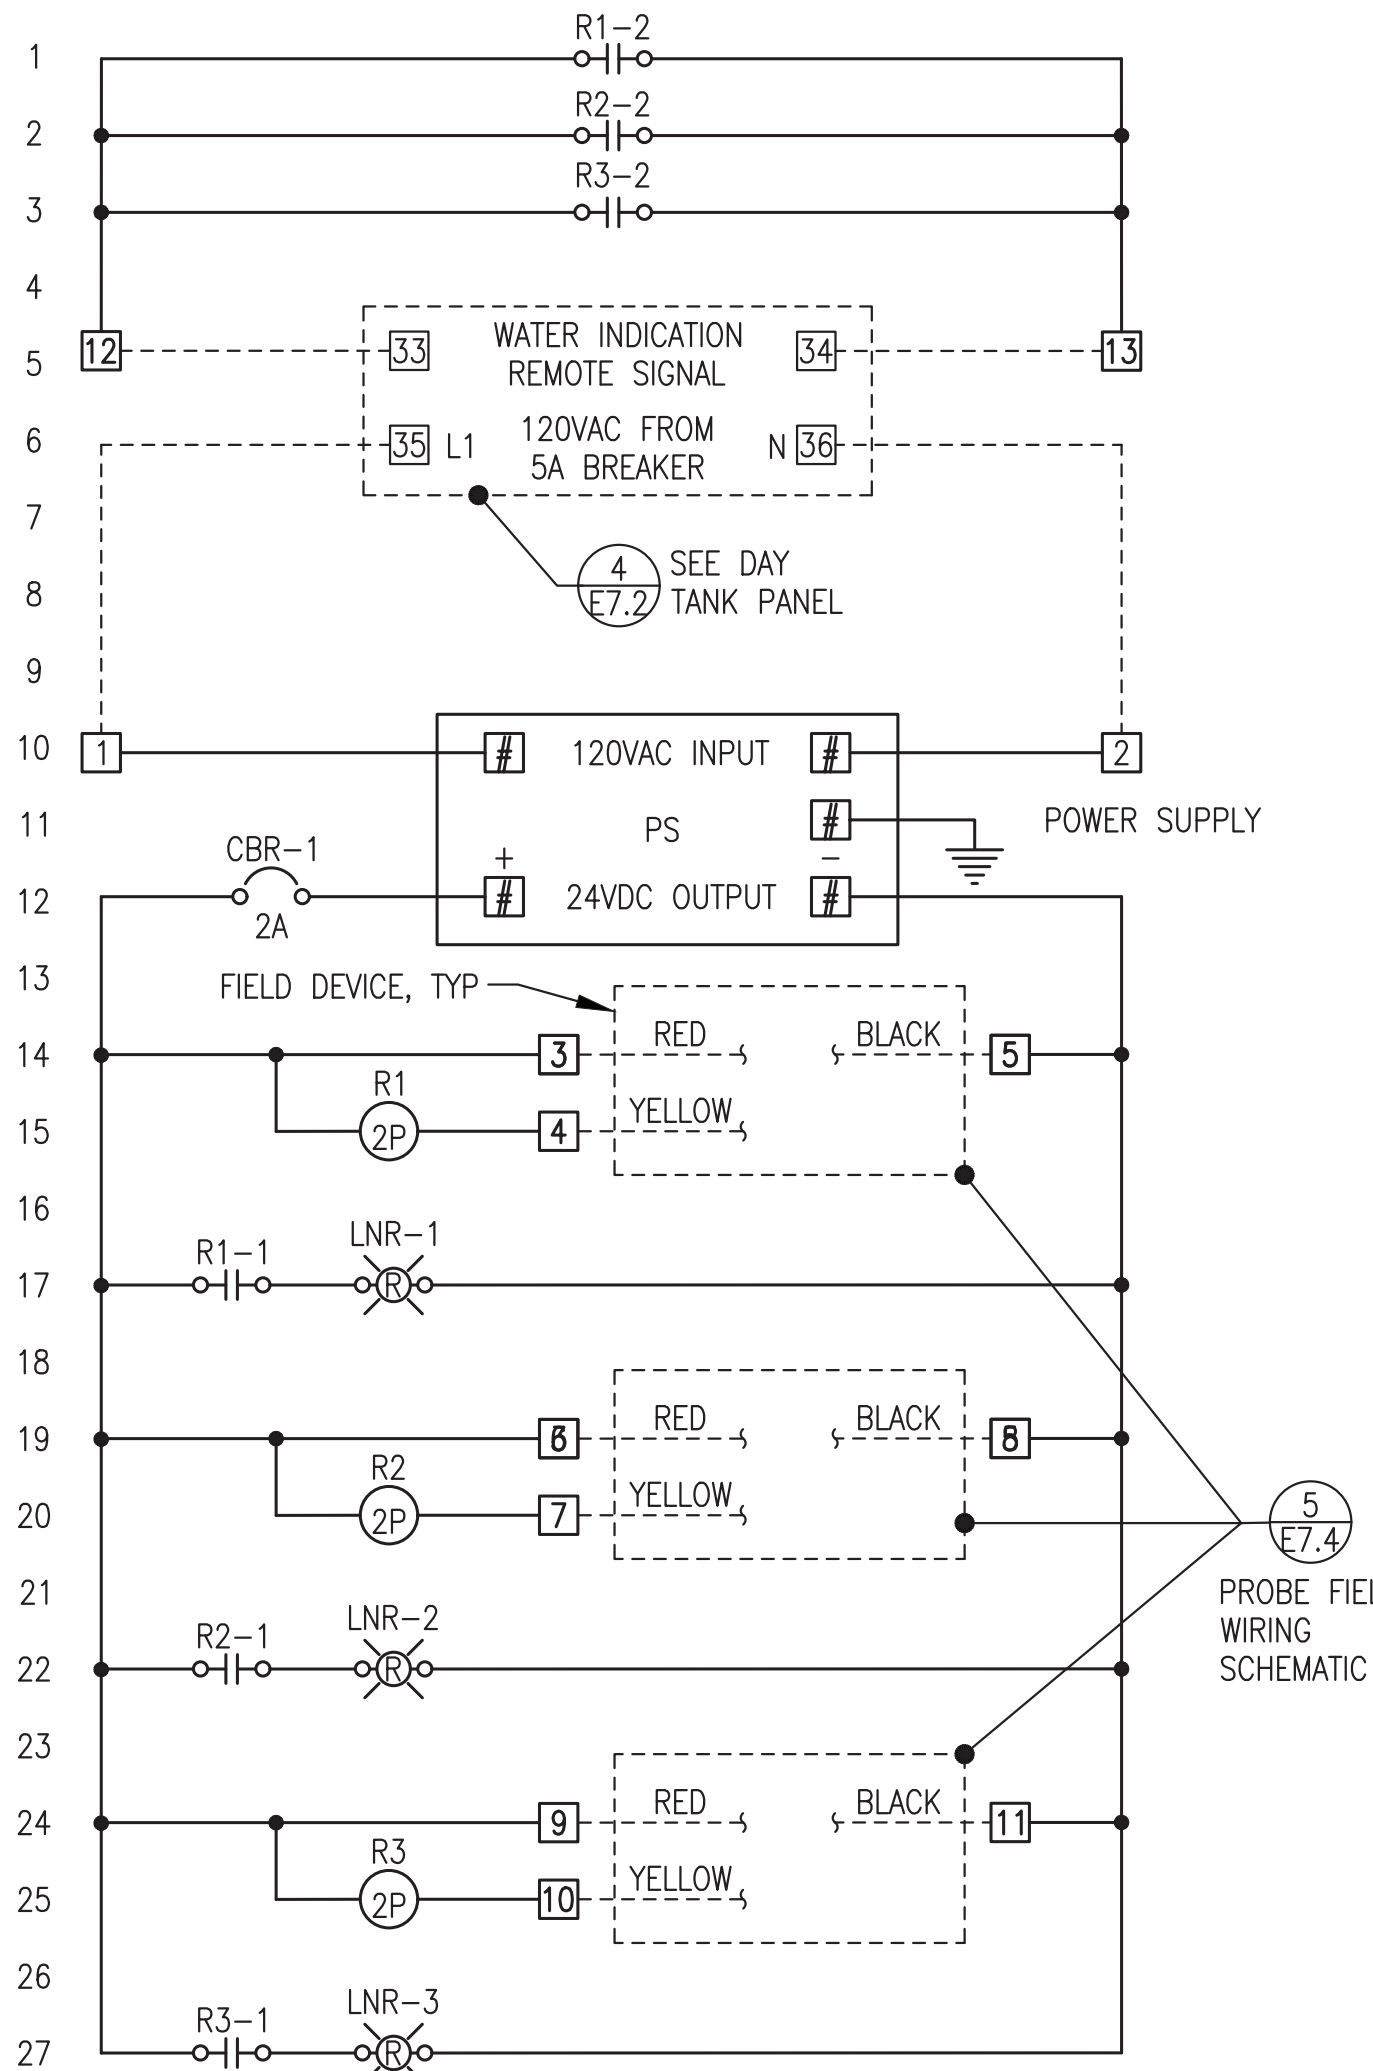 R1-2
1
R2-2
2
R3-2
3
4
12 33 WATER INDICATION 34 13
5
REMOTE SIGNAL
6
35 L1 120VAC FROM N 36
5A BREAKER
7
4 SEE DAY
8
E7.2 TANK PANEL
9
10 1 # 120VAC INPUT # 2
11 PS # POWER SUPPLY
CBR-1 + -
12 # 24VDC OUTPUT #
2A
13 FIELD DEVICE, TYP
RED BLACK
14 3 5
R1 YELLOW
15 2P 4
16
R1-1 LNR-1
17 R
18
RED BLACK
19 8
R2 YELLOW
20 2P 7
5
E7.4
21 PROBE FIEL
WIRING
SCHEMATIC
R2-1 LNR-2
22 R
23
RED BLACK
24 9 11
R3 YELLOW
25 2P 10
26
R3-1 LNR-3
27 R